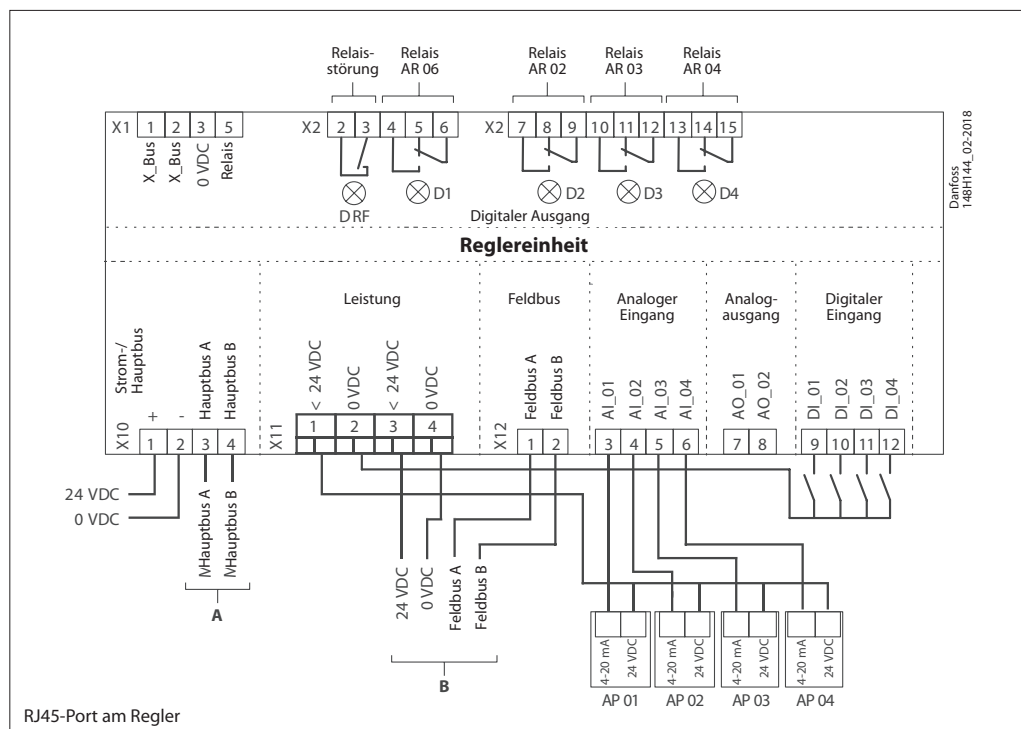 Relais-
störung
Relais
AR 06
Relais
AR 02
Relais
AR 03
Relais
AR 04
X1 1 2 3 5
X2 2 3 4 5 6
X2 7 8 9 10 11 12 13 14 15
X_Bus
X_Bus
0 VDC
Relais
D RF
D1
D2
D3
D4
Digitaler Ausgang
Danfoss
148H144_02-2018
Reglereinheit
Leistung
Feldbus
Analoger
Eingang
Analog-
ausgang
Digitaler
Eingang
Strom-/
Hauptbus
+
-
Hauptbus A
Hauptbus B
< 24 VDC
0 VDC
< 24 VDC
0 VDC
Feldbus A
Feldbus B
AI_01
AI_02
AI_03
AI_04
AO_01
AO_02
DI_01
DI_02
DI_03
DI_04
X10 1 2 3 4
X11 1 2 3 4
X12 1 2 3 4 5 6 7 8 9 10 11 12
24 VDC
0 VDC
Hauptbus A
Hauptbus B
A
24 VDC
0 VDC
Feldbus A
Feldbus B
B
4-20 mA
24 VDC
4-20 mA
24 VDC
4-20 mA
24 VDC
4-20 mA
24 VDC
AP 01
AP 02
AP 03
AP 04
RJ45-Port am Regler